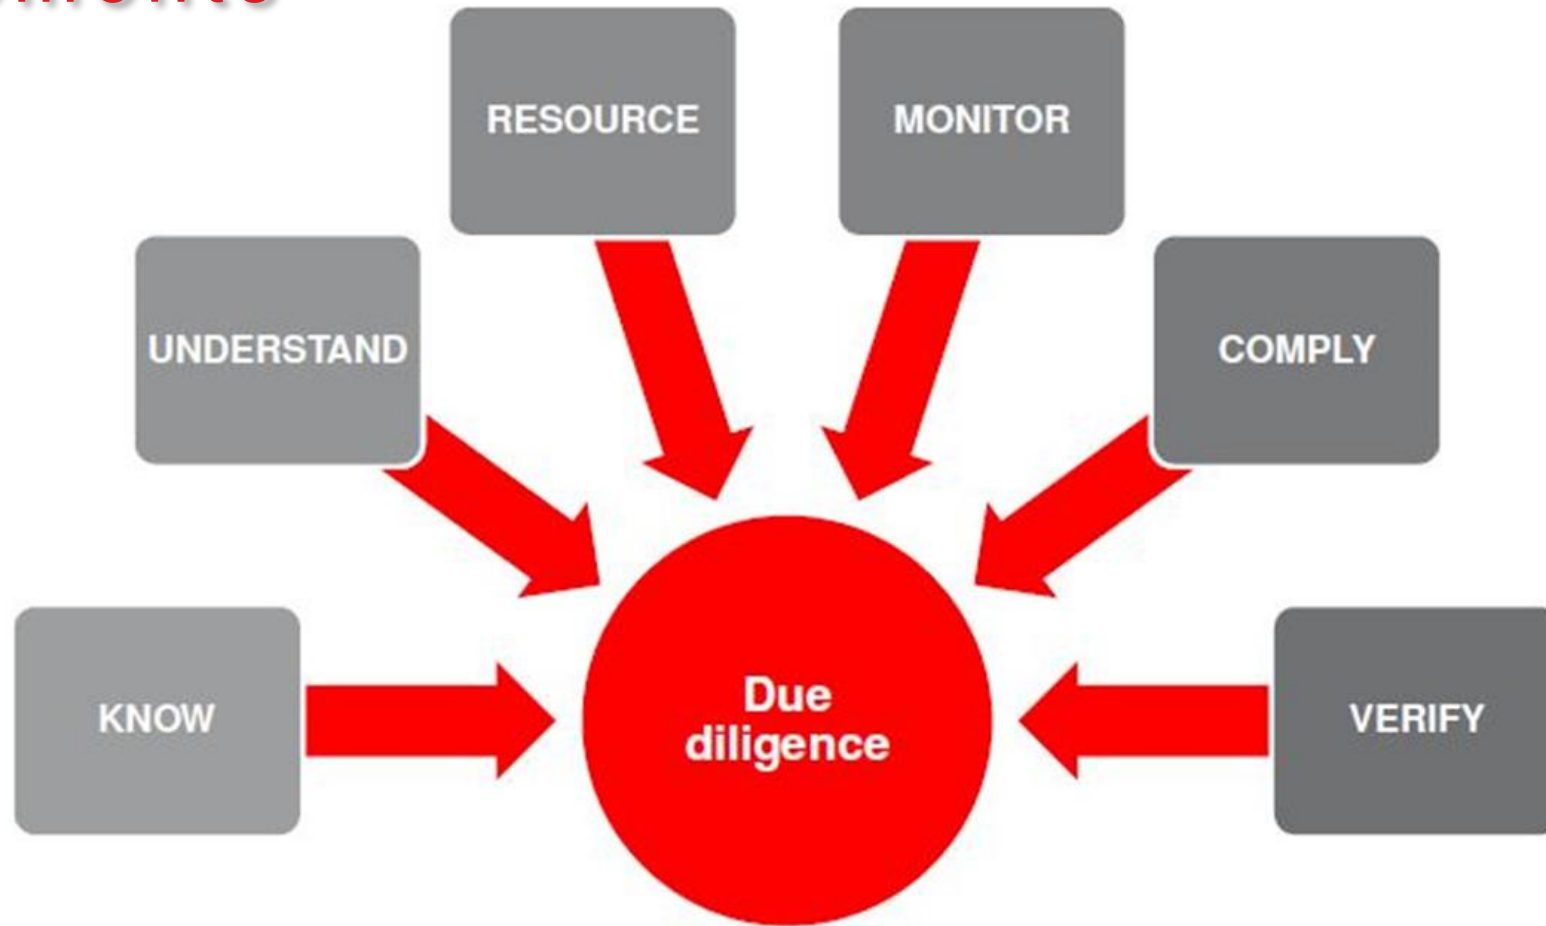 RESOURCE
MONITOR
UNDERSTAND
COMPLY
KNOW
Due
diligence
VERIFY